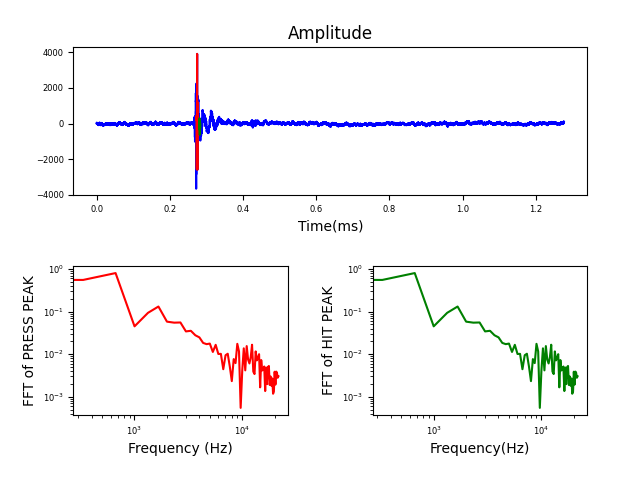 Amplitude
4000
2000
0
−2000
−4000
0.0 0.2 0.4 0.6 0.8 1.0 1.2
Time(ms)
FFT of PRESS PEAK
10⁰
10⁻¹
10⁻²
10⁻³
10³ 10⁴
Frequency (Hz)
FFT of HIT PEAK
10⁰
10⁻¹
10⁻²
10⁻³
10³ 10⁴
Frequency(Hz)